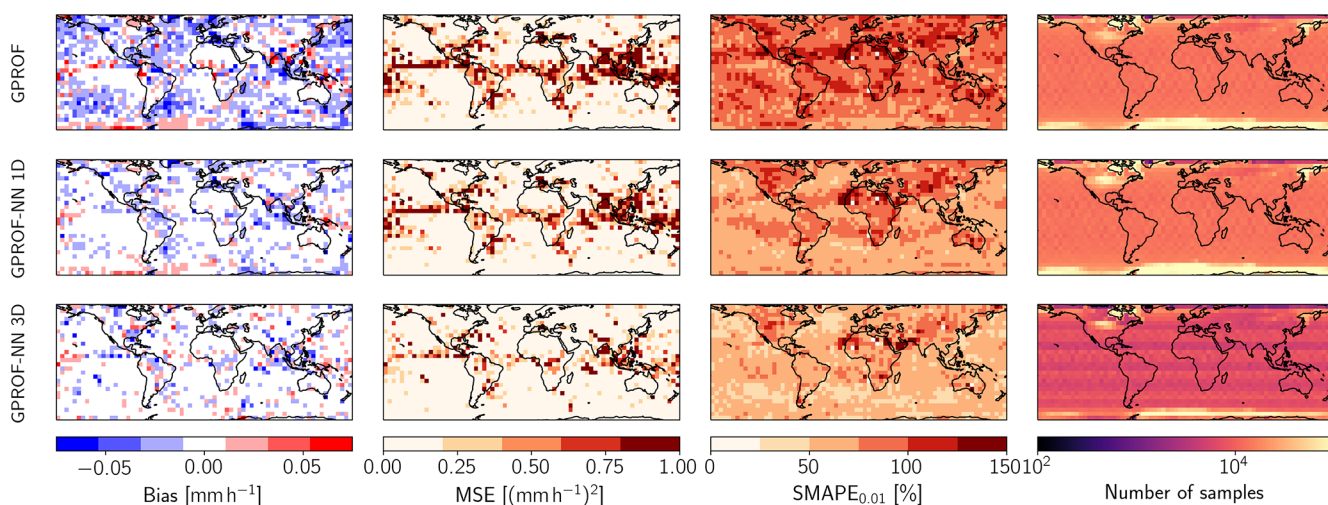 GPROF
GPROF-NN 1D
GPROF-NN 3D
−0.05 0.00 0.05
Bias [mm h−1]
0.00 0.25 0.50 0.75 1.00
MSE [(mm h−1)2]
0 50 100 150
SMAPE0.01 [%]
102 104
Number of samples